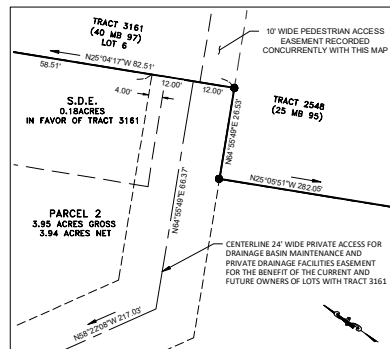 TRACT 3161
(40 MB 97)
LOT 6
10' WIDE PEDESTRIAN ACCESS
EASEMENT RECORDED
CONCURRENTLY WITH THIS MAP
N25°04'17"W 82.51'
58.51'
12.00'
12.00'
4.00'
S.D.E.
0.18ACRES
IN FAVOR OF TRACT 3161
TRACT 2548
(25 MB 95)
N64°55'49"E 26.53'
N64°55'49"E 66.37'
N25°05'51"W 282.05'
PARCEL 2
3.95 ACRES GROSS
3.94 ACRES NET
CENTERLINE 24' WIDE PRIVATE ACCESS FOR
DRAINAGE BASIN MAINTENANCE AND
PRIVATE DRAINAGE FACILITIES EASEMENT
FOR THE BENEFIT OF THE CURRENT AND
FUTURE OWNERS OF LOTS WITH TRACT 3161
N58°22'08"W 217.03'